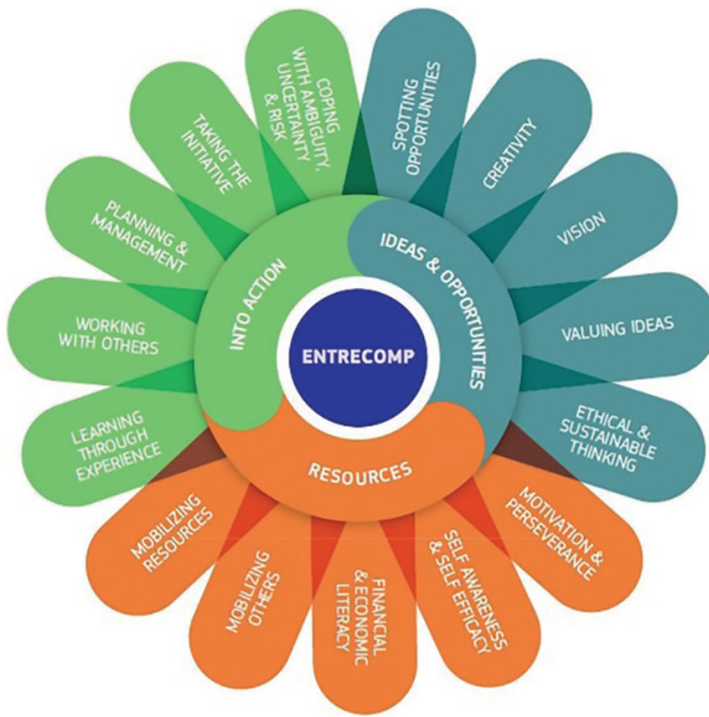 ENTRECOMP
IDEAS & OPPORTUNITIES
SPOTTING
OPPORTUNITIES
CREATIVITY
VISION
VALUING IDEAS
ETHICAL &
SUSTAINABLE
THINKING
RESOURCES
MOTIVATION &
PERSEVERANCE
SELF AWARENESS
& SELF EFFICACY
FINANCIAL
& ECONOMIC
LITERACY
MOBILIZING
OTHERS
MOBILIZING
RESOURCES
INTO ACTION
LEARNING
THROUGH
EXPERIENCE
WORKING
WITH OTHERS
PLANNING &
MANAGEMENT
TAKING THE
INITIATIVE
COPING
WITH AMBIGUITY,
UNCERTAINTY
& RISK